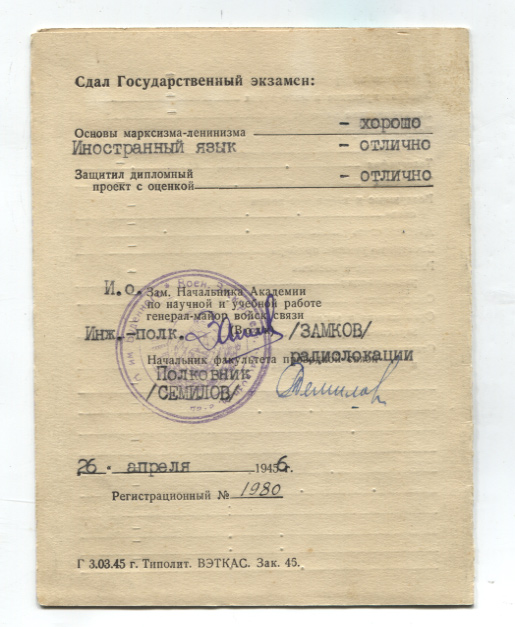 Сдал Государственный экзамен:
Основы марксизма-ленинизма - хорошо
Иностранный язык - отлично
Защитил дипломный
проект с оценкой - отлично
И.о. Зам. Начальника Академии
по научной и учебной работе
генерал-майор войск связи
Инж.-полк. /ЗАМКОВ/
Начальник факультета радиолокации
Полковник
/СЕМИЛОВ/
26. апреля 1946 г.
Регистрационный № 1980
Г 3.03.45 г. Типолит. ВЭТКАС. Зак. 45.